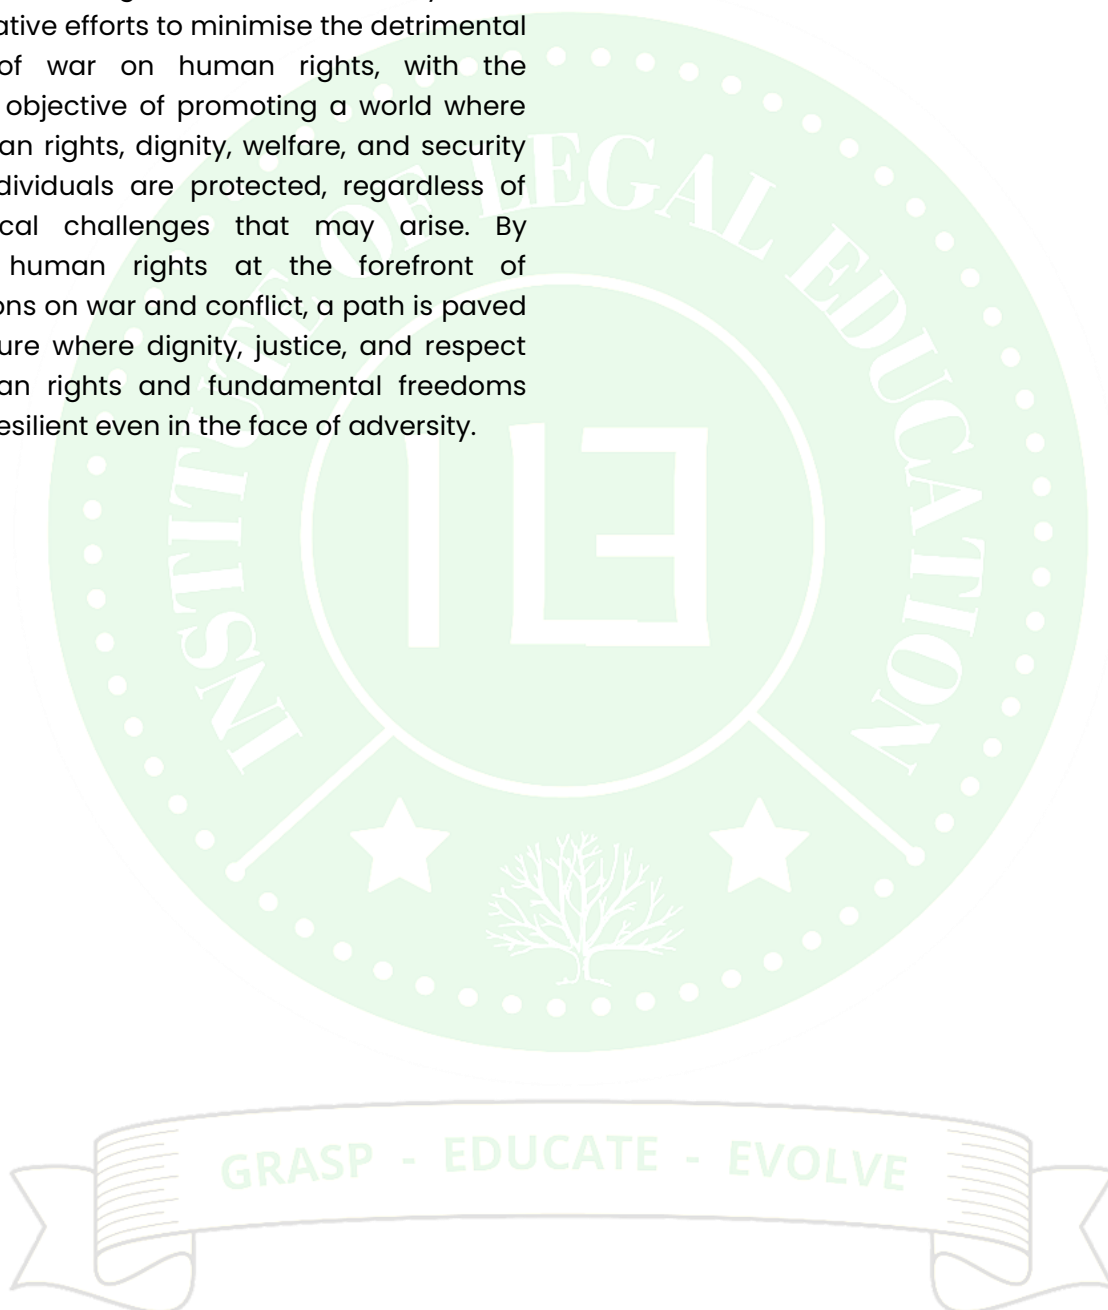 ative efforts to minimise the detrimental
of war on human rights, with the
objective of promoting a world where
an rights, dignity, welfare, and security
dividuals are protected, regardless of
cal challenges that may arise. By
human rights at the forefront of
ons on war and conflict, a path is paved
ure where dignity, justice, and respect
an rights and fundamental freedoms
esilient even in the face of adversity.
INSTITUTE OF LEGAL EDUCATION
ILE
GRASP - EDUCATE - EVOLVE